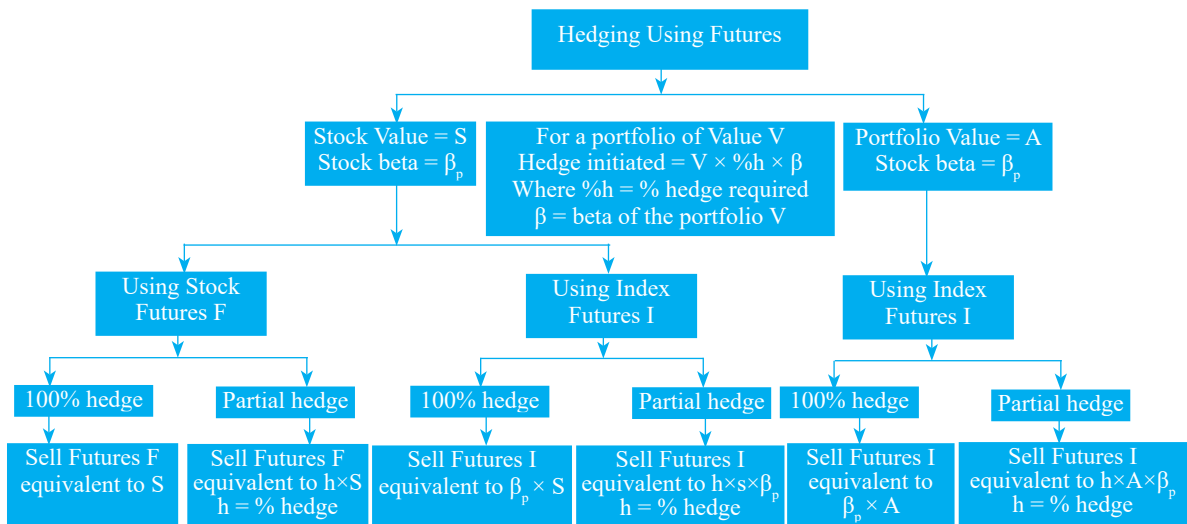 Hedging Using Futures
Stock Value = S
Stock beta = βₚ
For a portfolio of Value V
Hedge initiated = V × %h × β
Where %h = % hedge required
β = beta of the portfolio V
Portfolio Value = A
Stock beta = βₚ
Using Stock
Futures F
Using Index
Futures I
Using Index
Futures I
100% hedge
Partial hedge
100% hedge
Partial hedge
100% hedge
Partial hedge
Sell Futures F
equivalent to S
Sell Futures F
equivalent to h×S
h = % hedge
Sell Futures I
equivalent to βₚ × S
Sell Futures I
equivalent to h×s×βₚ
h = % hedge
Sell Futures I
equivalent to
βₚ × A
Sell Futures I
equivalent to h×A×βₚ
h = % hedge